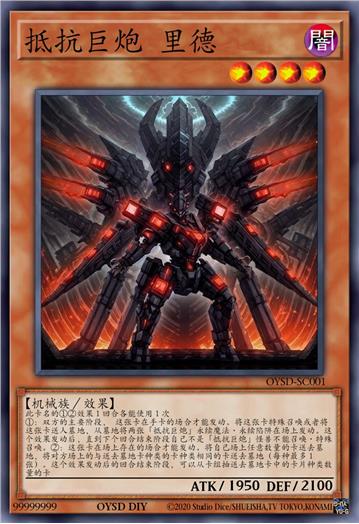 抵抗巨炮 里德
闇
OYSD-SC001
[机械族/效果]
此卡名的①②效果1回合各能使用1次
①:双方的主要阶段,这张卡在手卡的场合才能发动。将这张卡特殊召唤或者将
这张卡送入墓地,从墓地将两张「抵抗巨炮」永续魔法·永续陷阱在场上发动。这
个效果发动后,直到下个回合结束阶段自己不是「抵抗巨炮」怪兽不能召唤·特殊
召唤。②:这张卡在场上存在的场合才能发动。将自己场上任意数量的卡送去墓
地,将对方场上的与送去墓地卡种类的卡种类相同的卡送去墓地(每种最多1
张)。这个效果发动后的回合结束阶段,可以从卡组抽送去墓地卡中的卡片种类数
量的卡
ATK/1950 DEF/2100
99999999 OYSD DIY ©2020 Studio Dice/SHUEISHA,TV TOKYO,KONAMI